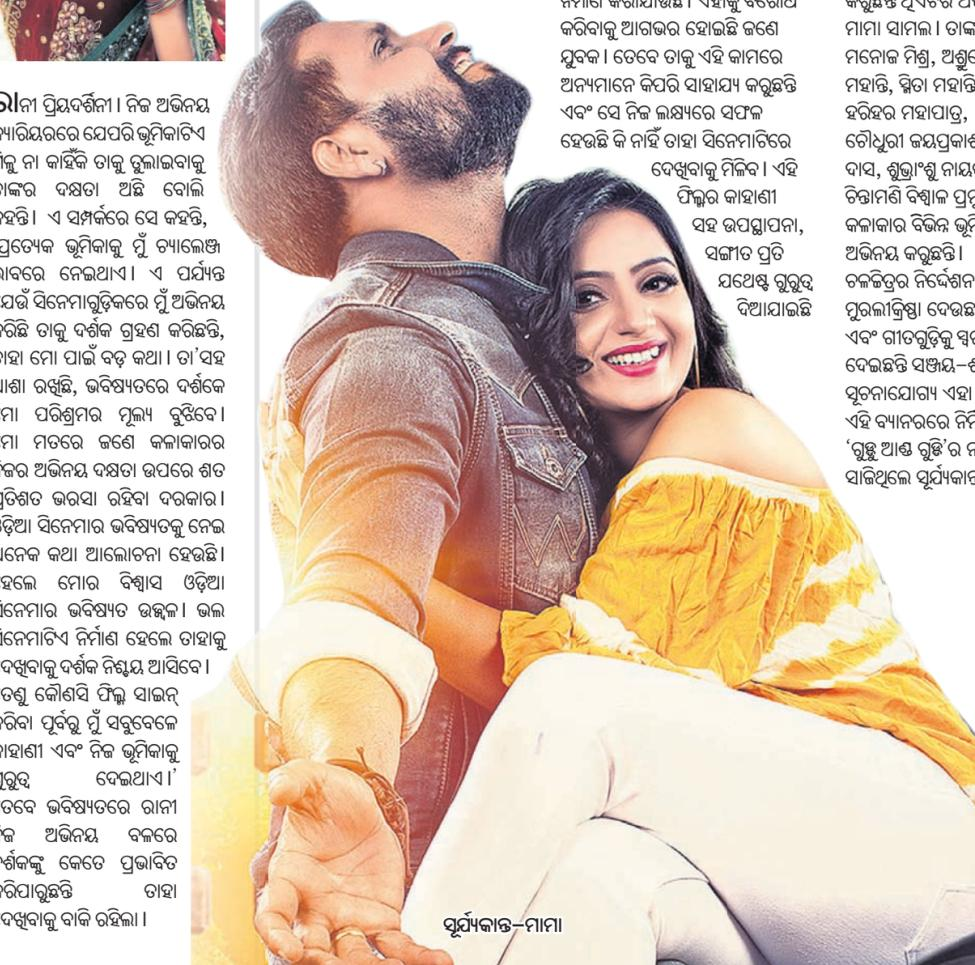 ରାନୀ ପ୍ରିୟଦର୍ଶିନୀ। ନିଜ ଅଭିନୟ
କ୍ୟାରିୟରରେ ଯେପରି ଭୂମିକାଟିଏ
ମିଳୁ ନା କାହିଁକି ତାକୁ ତୁଲାଇବାକୁ
ତାଙ୍କର ଦକ୍ଷତା ଅଛି ବୋଲି
କହନ୍ତି। ଏ ସମ୍ପର୍କରେ ସେ କହନ୍ତି,
ପ୍ରତ୍ୟେକ ଭୂମିକାକୁ ମୁଁ ଚ୍ୟାଲେଞ୍ଜ
ଭାବରେ ନେଇଥାଏ। ଏ ପର୍ଯ୍ୟନ୍ତ
ଯେଉଁ ସିନେମାଗୁଡ଼ିକରେ ମୁଁ ଅଭିନୟ
କରିଛି ତାକୁ ଦର୍ଶକ ଗ୍ରହଣ କରିଛନ୍ତି,
ତାହା ମୋ ପାଇଁ ବଡ଼ କଥା। ତା'ସହ
ଆଶା ରଖିଛି, ଭବିଷ୍ୟତରେ ଦର୍ଶକେ
ମୋ ପରିଶ୍ରମର ମୂଲ୍ୟ ବୁଝିବେ।
ମୋ ମତରେ ଜଣେ କଳାକାରର
ନିଜର ଅଭିନୟ ଦକ୍ଷତା ଉପରେ ଶତ
ପ୍ରତିଶତ ଭରସା ରହିବା ଦରକାର।
ଓଡ଼ିଆ ସିନେମାର ଭବିଷ୍ୟତକୁ ନେଇ
ଅନେକ କଥା ଆଲୋଚନା ହେଉଛି।
ହେଲେ ମୋର ବିଶ୍ୱାସ ଓଡ଼ିଆ
ସିନେମାର ଭବିଷ୍ୟତ ଉଜ୍ଜ୍ୱଳ। ଭଲ
ସିନେମାଟିଏ ନିର୍ମାଣ ହେଲେ ତାହାକୁ
ଦେଖିବାକୁ ଦର୍ଶକ ନିଶ୍ଚୟ ଆସିବେ।
ତେଣୁ କୌଣସି ଫିଲ୍ମ ସାଇନ୍
କରିବା ପୂର୍ବରୁ ମୁଁ ସବୁବେଳେ
କାହାଣୀ ଏବଂ ନିଜ ଭୂମିକାକୁ
ଗୁରୁତ୍ୱ ଦେଇଥାଏ।'
ତେବେ ଭବିଷ୍ୟତରେ ରାନୀ
ନିଜ ଅଭିନୟ ବଳରେ
ଦର୍ଶକଙ୍କୁ କେତେ ପ୍ରଭାବିତ
କରିପାରୁଛନ୍ତି ତାହା
ଦେଖିବାକୁ ବାକି ରହିଲା।
ନିର୍ମାଣ କରାଯାଉଛି। ଏହାକୁ ବିରୋଧ
କରିବାକୁ ଆଗଭର ହୋଇଛି ଜଣେ
ଯୁବକ। ତେବେ ତାକୁ ଏହି କାମରେ
ଅନ୍ୟମାନେ କିପରି ସାହାଯ୍ୟ କରୁଛନ୍ତି
ଏବଂ ସେ ନିଜ ଲକ୍ଷ୍ୟରେ ସଫଳ
ହେଉଛି କି ନାହିଁ ତାହା ସିନେମାଟିରେ
ଦେଖିବାକୁ ମିଳିବ। ଏହି
ଫିଲ୍ମର କାହାଣୀ
ସହ ଉପସ୍ଥାପନା,
ସଙ୍ଗୀତ ପ୍ରତି
ଯଥେଷ୍ଟ ଗୁରୁତ୍ୱ
ଦିଆଯାଇଛି
ମାମା ସାମଲ। ତାଙ୍କ
ମନୋଜ ମିଶ୍ର,
ମହାନ୍ତି, ସ୍ମିତା ମହାନ୍ତି
ହରିହର ମହାପାତ୍ର,
ଚୌଧୁରୀ ଜୟପ୍ରକାଶ
ଦାସ, ଶୁଭ୍ରାଂଶୁ ନାୟକ
ଚିନ୍ତାମଣି ବିଶ୍ୱାଳ ପ୍ରମୁଖ
କଳାକାର ବିଭିନ୍ନ
ଅଭିନୟ କରୁଛନ୍ତି।
ଚଳଚ୍ଚିତ୍ରର ନିର୍ଦ୍ଦେଶନା
ମୁରଲୀକ୍ରିଷ୍ଣା
ଏବଂ ଗୀତଗୁଡ଼ିକୁ ସ୍ୱର
ଦେଇଛନ୍ତି ସଞ୍ଜୟ-
ସୂଚନାଯୋଗ୍ୟ ଏହା
ଏହି ବ୍ୟାନରରେ
'ଗୁଡ୍ଡୁ ଆଣ୍ଡ ଗୁଡ୍ଡି'ର
ସାଜିଥିଲେ ସୂର୍ଯ୍ୟକାନ୍ତ
ସୂର୍ଯ୍ୟକାନ୍ତ-ମାମା